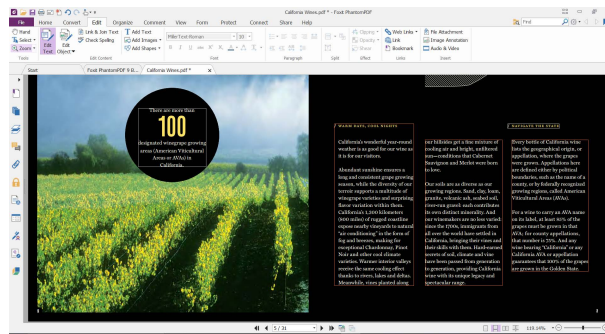 California Wines.pdf * - Foxit PhantomPDF
File Home Convert Edit Organize Comment View Form Protect Connect Share Help
Find
Hand
Select
Zoom
Edit Text
Edit Object
Link & Join Text
Check Spelling
Add Text
Add Images
Add Shapes
Web Links
Link
Bookmark
File Attachment
Image Annotation
Audio & Video
Tools Edit Content Font Paragraph Split Effect Links Insert
Start Foxit PhantomPDF 9 B... California Wines.pdf *
There are more than
100
designated winegrape growing
areas (American Viticultural
Areas or AVAs) in
California.
WARM DAYS, COOL NIGHTS
California's wonderful year-round
weather is as good for our wine as
it is for our visitors.
Abundant sunshine ensures a
long and consistent grape growing
season, while the diversity of our
terroir supports a multitude of
winegrape varieties and surprising
flavor variation within them.
California's 1,300 kilometers
(800 miles) of rugged coastline
expose nearby vineyards to natural
"air conditioning" in the form of
fog and breezes, making for
exceptional Chardonnay, Pinot
Noir and other cool climate
varieties. Warmer interior valleys
receive the same cooling effect
thanks to rivers, lakes and deltas.
Meanwhile, vines planted along
our hillsides get a fine mixture of
cooling air and bright, unfiltered
sun—conditions that Cabernet
Sauvignon and Merlot were born
to love.
Our soils are as diverse as our
growing regions. Sand, clay, loam,
granite, volcanic ash, seabed soil,
river-run gravel: each contributes
its own distinct minerality. And
our winemakers are no less varied;
since the 1700s, immigrants from
all over the world have settled in
California, bringing their vines and
their skills with them. Hard-earned
secrets of soil, climate and vine
have been passed from generation
to generation, providing California
wine with its unique legacy and
spectacular range.
NAVIGATE THE STATE
Every bottle of California wine
lists the geographical origin, or
appellation, where the grapes
were grown. Appellations here
are defined either by political
boundaries, such as the name of a
county, or by federally recognized
growing regions, called American
Viticultural Areas (AVAs).
For a wine to carry an AVA name
on its label, at least 85% of the
grapes must be grown in that
AVA; for county appellations,
that number is 75%. And any
wine bearing "California" or any
California AVA or appellation
guarantees that 100% of the grapes
are grown in the Golden State.
5 / 31
119.14%